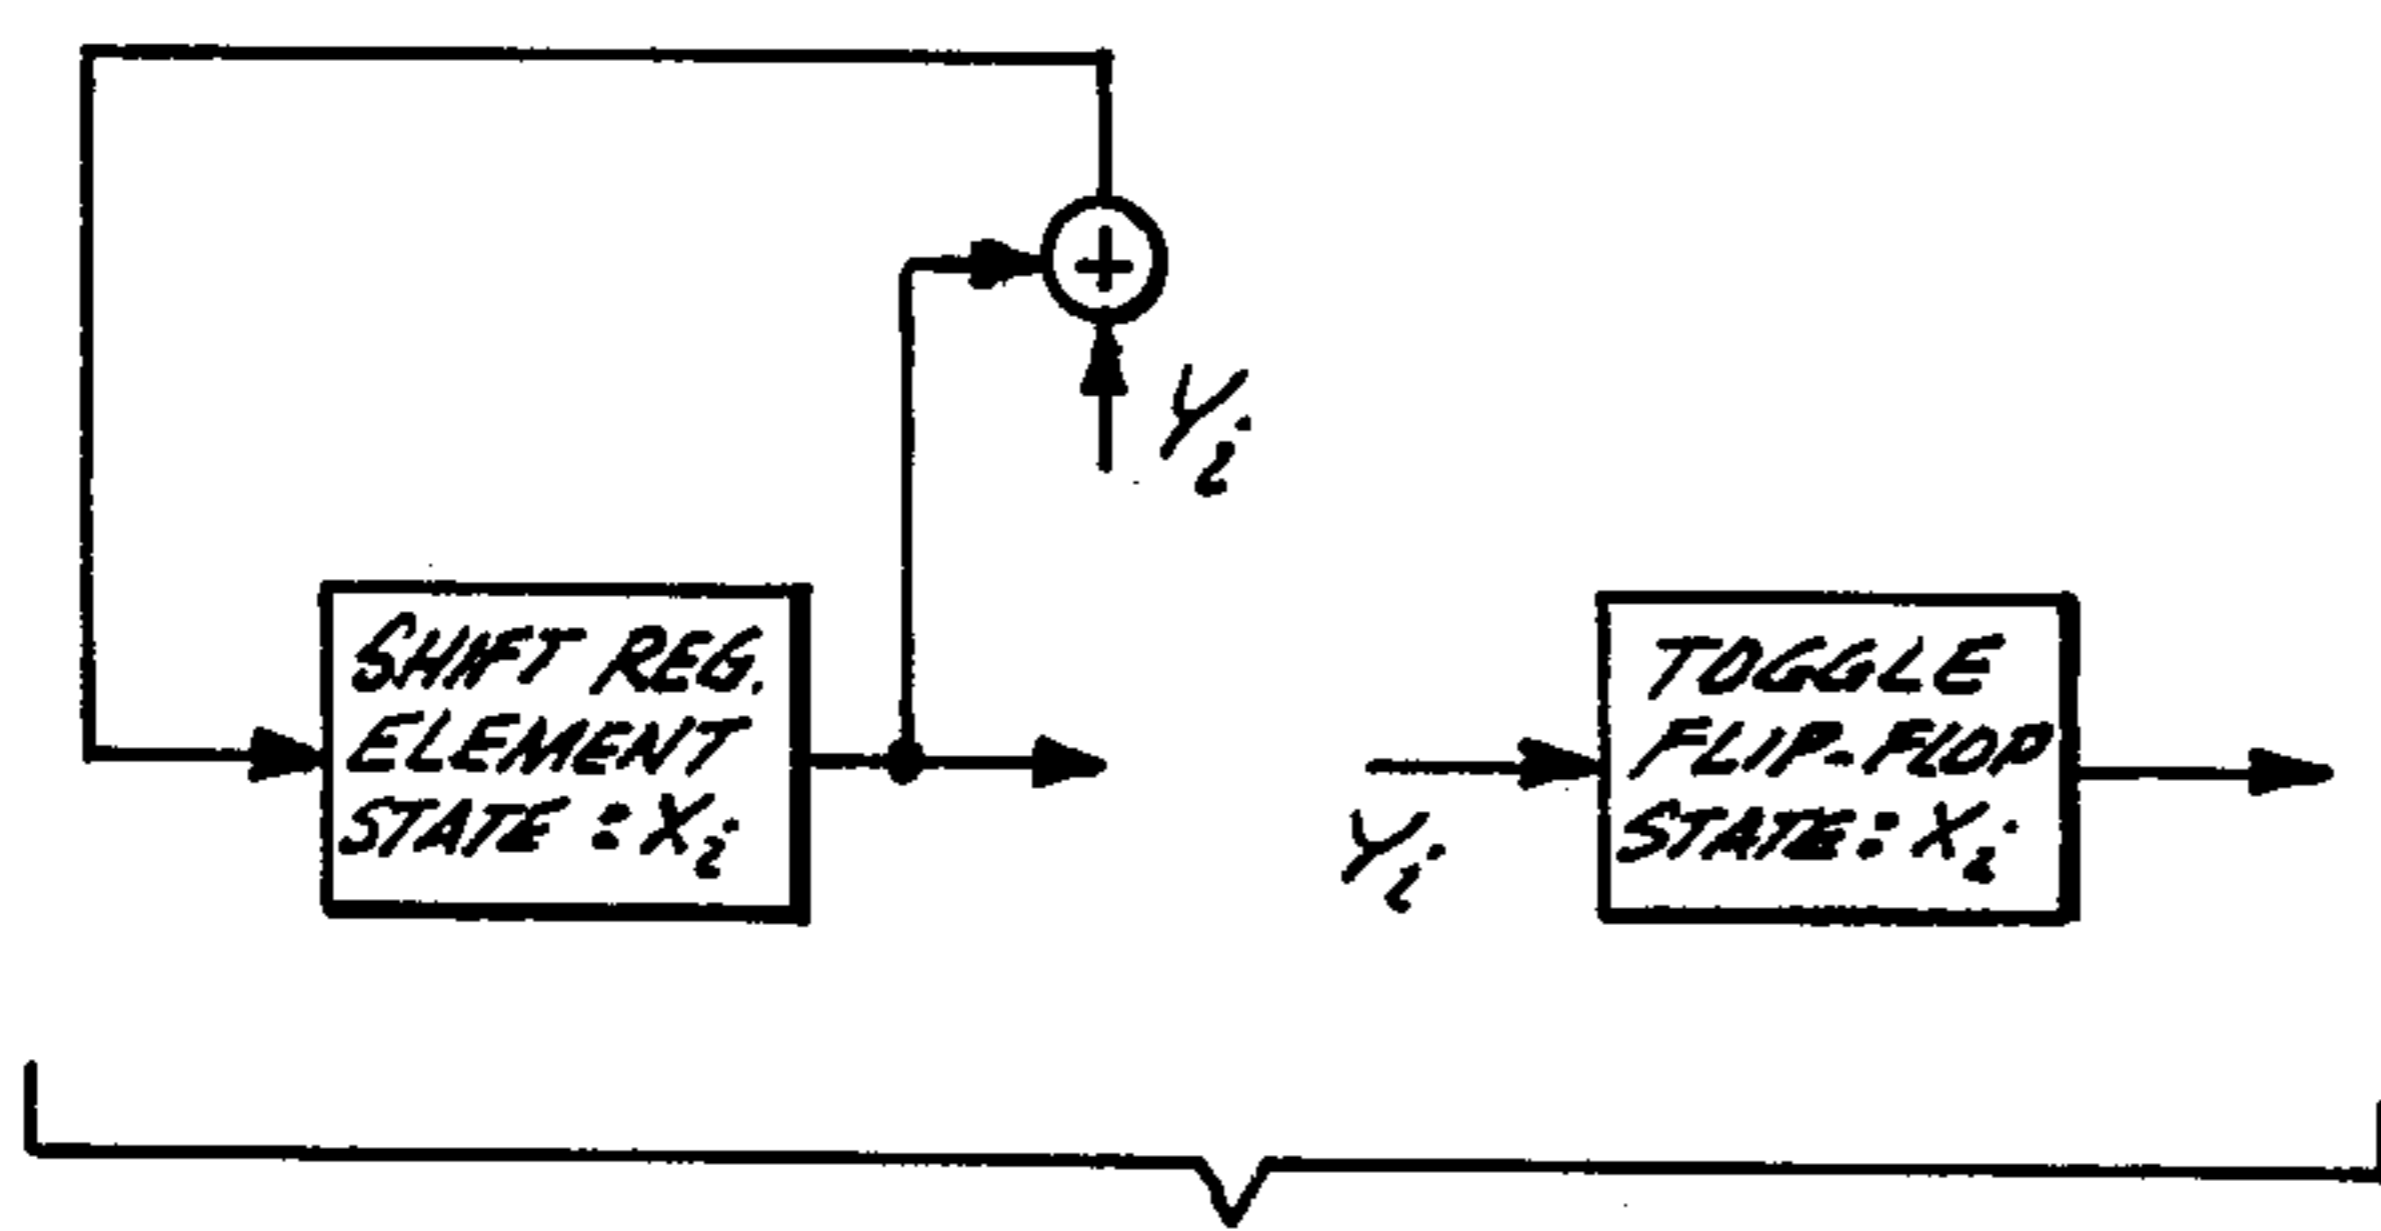 +
Yi
SHIFT REG.
ELEMENT
STATE : Xi
Yi
TOGGLE
FLIP-FLOP
STATE: Xi